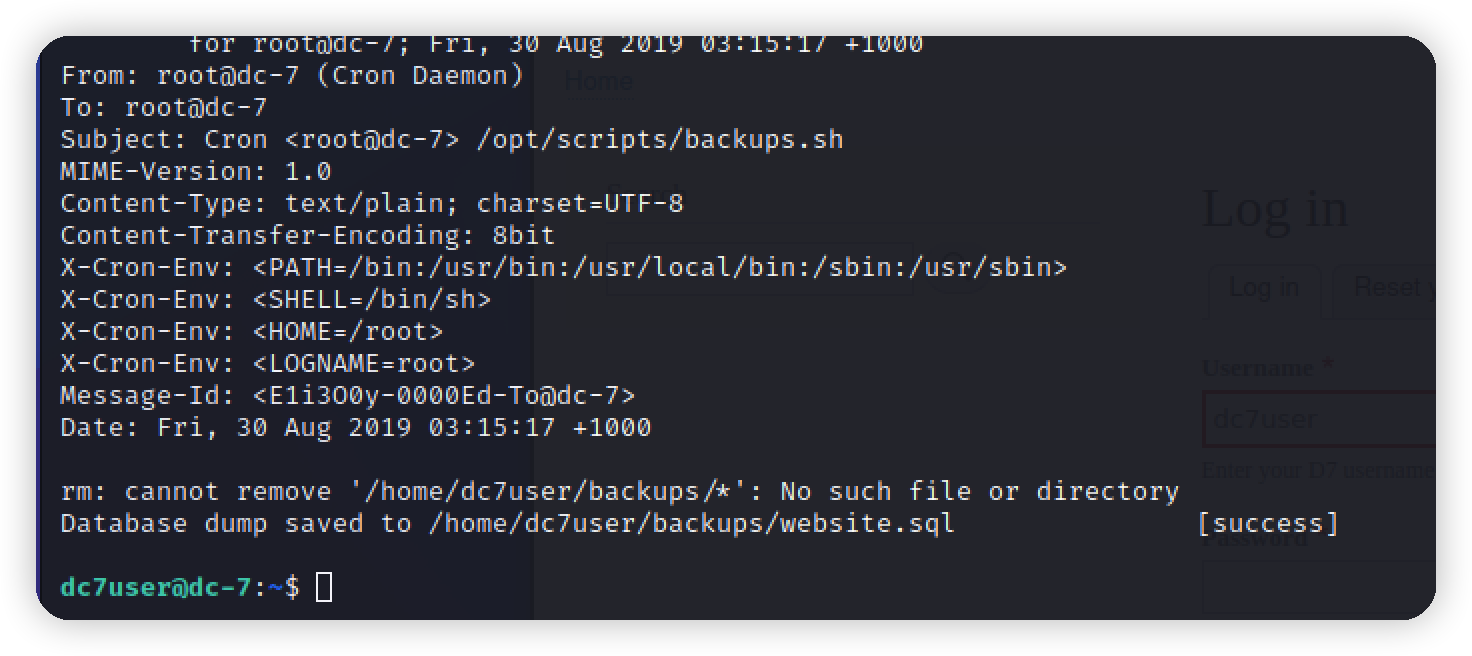 for root@dc-7; Fri, 30 Aug 2019 03:15:17 +1000
From: root@dc-7 (Cron Daemon)
Home
To: root@dc-7
Subject: Cron <root@dc-7> /opt/scripts/backups.sh
MIME-Version: 1.0
Content-Type: text/plain; charset=UTF-8
Log in
Content-Transfer-Encoding: 8bit
X-Cron-Env: <PATH=/bin:/usr/bin:/usr/local/bin:/sbin:/usr/sbin>
X-Cron-Env: <SHELL=/bin/sh>
Log in Reset
X-Cron-Env: <HOME=/root>
X-Cron-Env: <LOGNAME=root>
Username *
Message-Id: <E1i3O0y-0000Ed-To@dc-7>
Date: Fri, 30 Aug 2019 03:15:17 +1000
dc7user
Enter your D7 username
rm: cannot remove '/home/dc7user/backups/*': No such file or directory
Database dump saved to /home/dc7user/backups/website.sql [success]
Password
dc7user@dc-7:~$